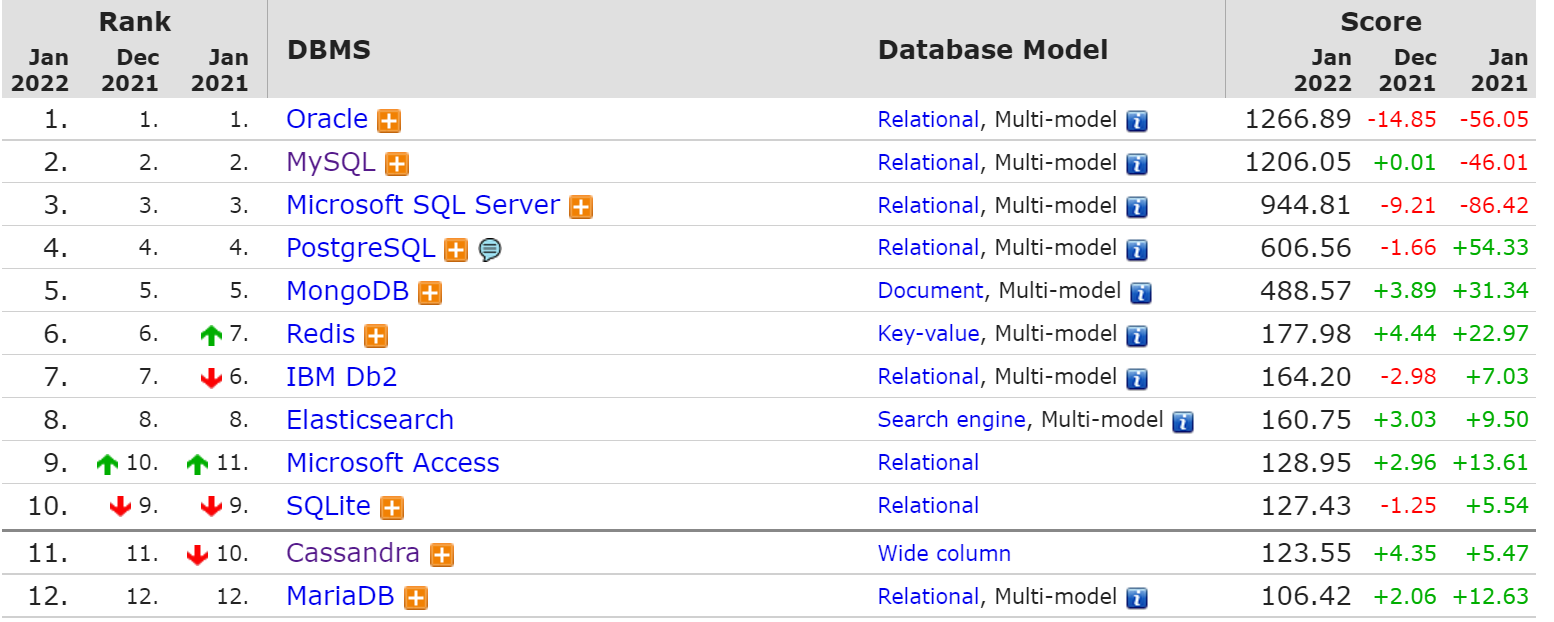 Rank DBMS Database Model Score
Jan 2022 Dec 2021 Jan 2021 Jan 2022 Dec 2021 Jan 2021
1. 1. 1. Oracle Relational, Multi-model 1266.89 -14.85 -56.05
2. 2. 2. MySQL Relational, Multi-model 1206.05 +0.01 -46.01
3. 3. 3. Microsoft SQL Server Relational, Multi-model 944.81 -9.21 -86.42
4. 4. 4. PostgreSQL Relational, Multi-model 606.56 -1.66 +54.33
5. 5. 5. MongoDB Document, Multi-model 488.57 +3.89 +31.34
6. 6. 7. Redis Key-value, Multi-model 177.98 +4.44 +22.97
7. 7. 6. IBM Db2 Relational, Multi-model 164.20 -2.98 +7.03
8. 8. 8. Elasticsearch Search engine, Multi-model 160.75 +3.03 +9.50
9. 10. 11. Microsoft Access Relational 128.95 +2.96 +13.61
10. 9. 9. SQLite Relational 127.43 -1.25 +5.54
11. 11. 10. Cassandra Wide column 123.55 +4.35 +5.47
12. 12. 12. MariaDB Relational, Multi-model 106.42 +2.06 +12.63